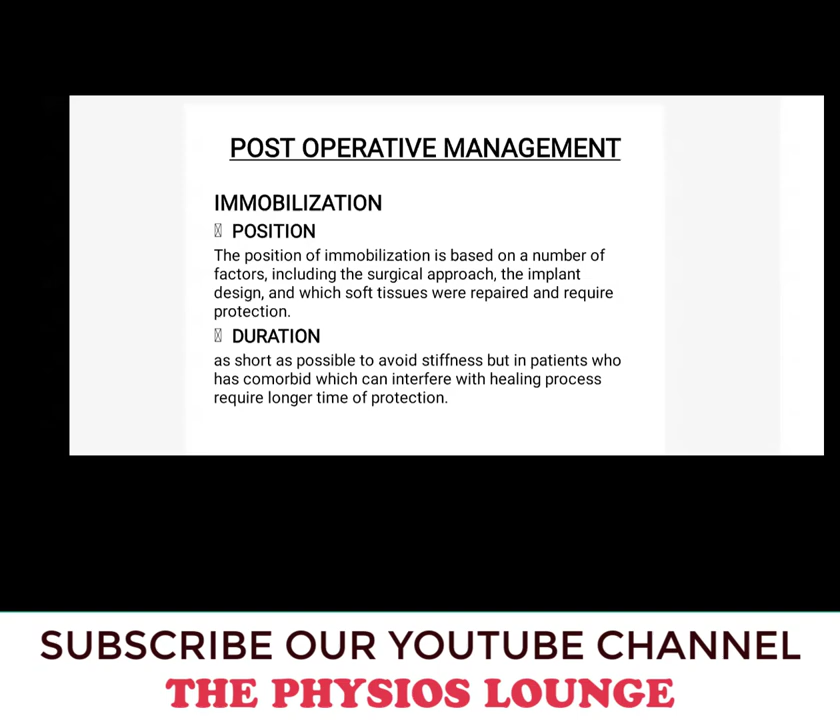 POST OPERATIVE MANAGEMENT
IMMOBILIZATION
POSITION
The position of immobilization is based on a number of
factors, including the surgical approach, the implant
design, and which soft tissues were repaired and require
protection.
DURATION
as short as possible to avoid stiffness but in patients who
has comorbid which can interfere with healing process
require longer time of protection.
SUBSCRIBE OUR YOUTUBE CHANNEL
THE PHYSIOS LOUNGE